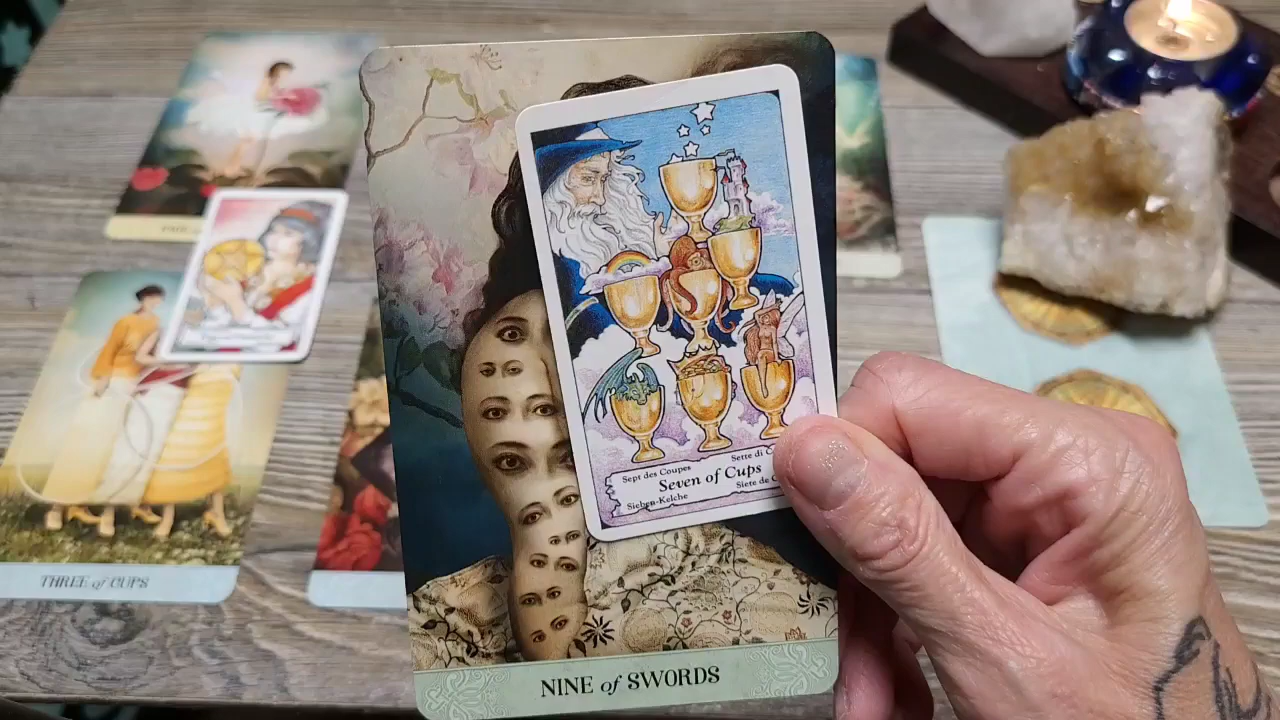 Sept des Coupes
Sette di
Seven of Cups
Sieben-Kelche
Siete de
NINE of SWORDS
THREE of CUPS